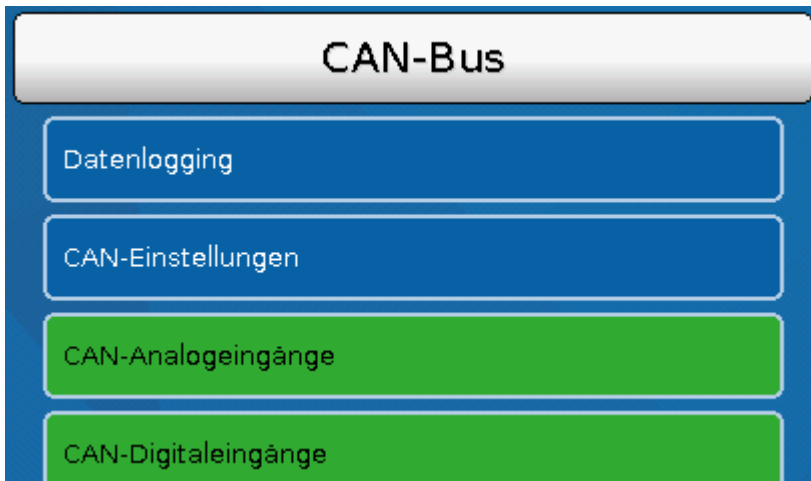 CAN-Bus
Datenlogging
CAN-Einstellungen
CAN-Analogeingänge
CAN-Digitaleingänge